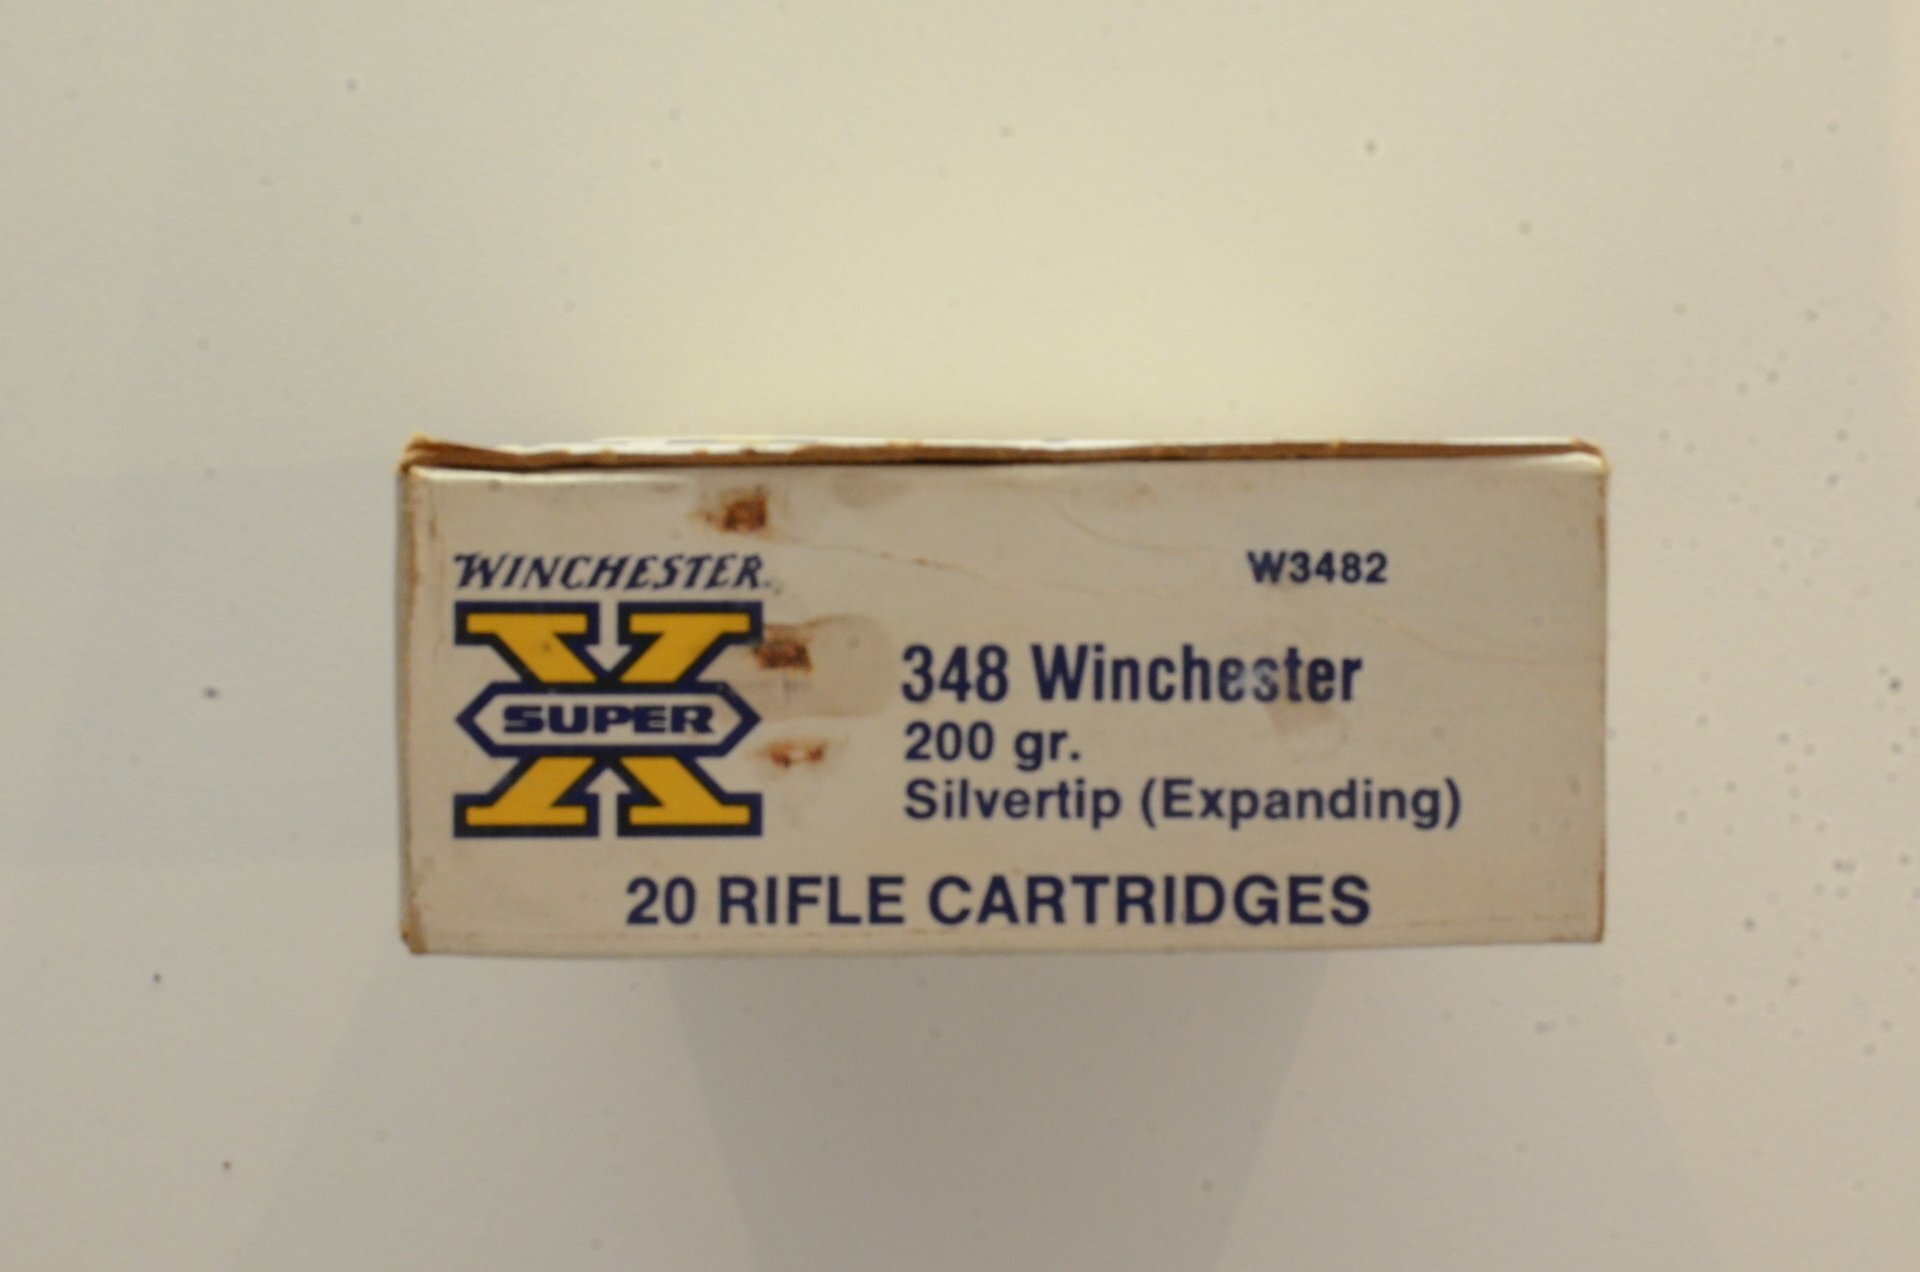 WINCHESTER
X
SUPER
W3482
348 Winchester
200 gr.
Silvertip (Expanding)
20 RIFLE CARTRIDGES